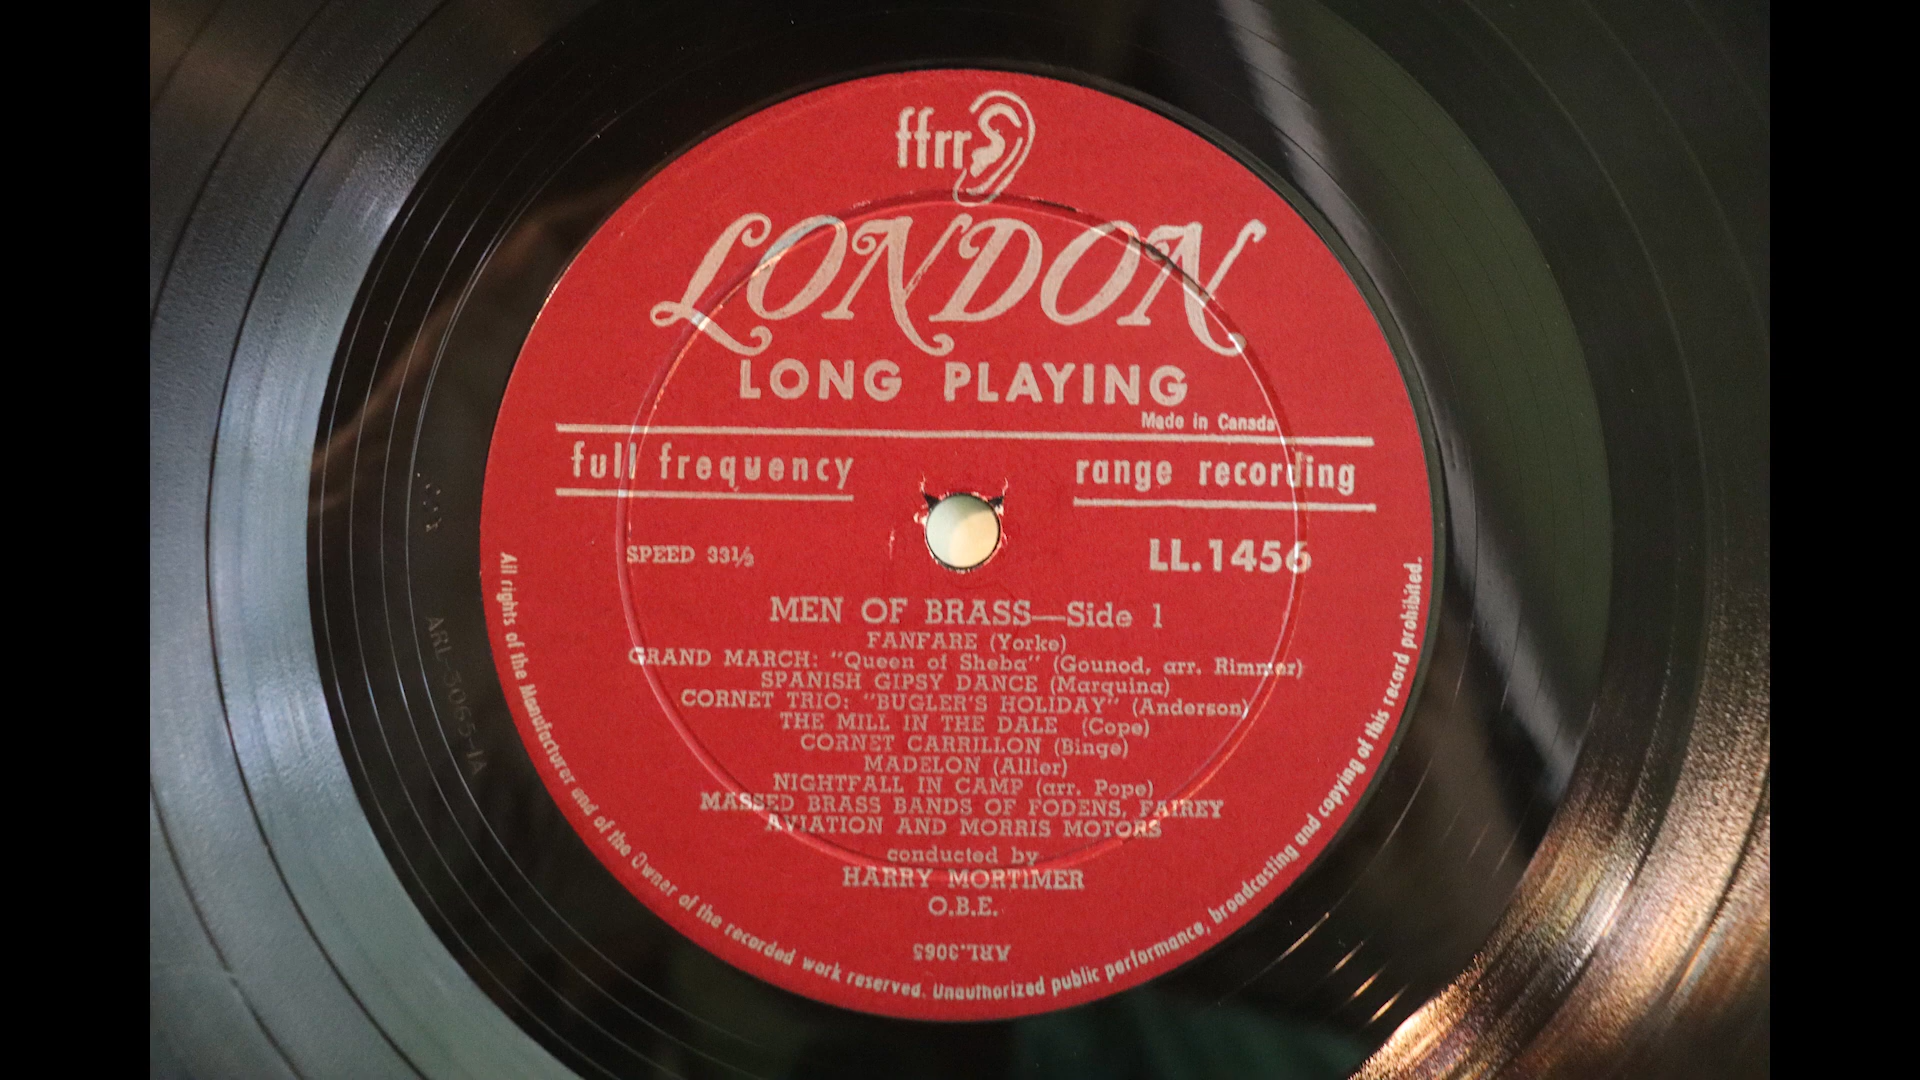 ffrr
LONDON
LONG PLAYING
Made in Canada
full frequency range recording
SPEED 33⅓
LL.1456
MEN OF BRASS—Side 1
FANFARE (Yorke)
GRAND MARCH: "Queen of Sheba" (Gounod, arr. Rimmer)
SPANISH GIPSY DANCE (Marquina)
CORNET TRIO: "BUGLER'S HOLIDAY" (Anderson)
THE MILL IN THE DALE (Cope)
CORNET CARRILLON (Binge)
MADELON (Allier)
NIGHTFALL IN CAMP (arr. Pope)
MASSED BRASS BANDS OF FODENS, FAIREY
AVIATION AND MORRIS MOTORS
conducted by
HARRY MORTIMER
O.B.E.
ARL.3065
All rights of the Manufacturer and of the Owner of the recorded work reserved. Unauthorized public performance, broadcasting and copying of this record prohibited.
ARL-3065-1A